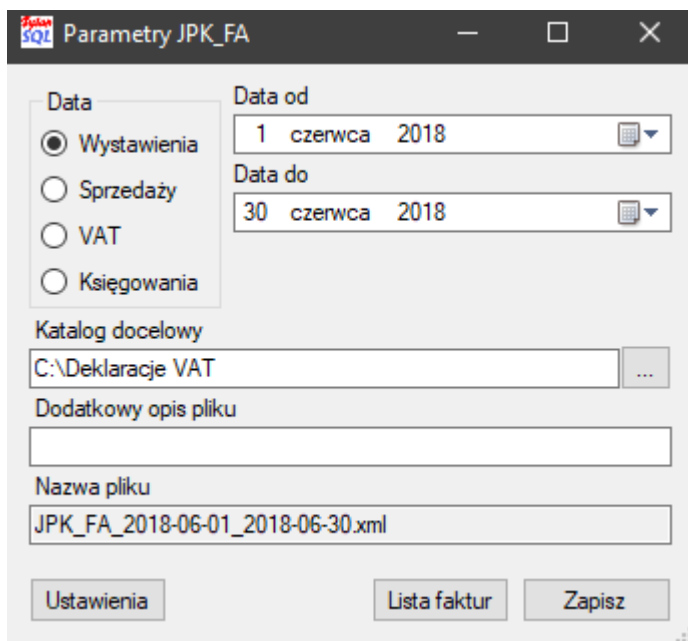 Parametry JPK_FA
Data
Wystawienia
Sprzedaży
VAT
Księgowania
Data od
1 czerwca 2018
Data do
30 czerwca 2018
Katalog docelowy
C:\Deklaracje VAT
...
Dodatkowy opis pliku
Nazwa pliku
JPK_FA_2018-06-01_2018-06-30.xml
Ustawienia
Lista faktur
Zapisz